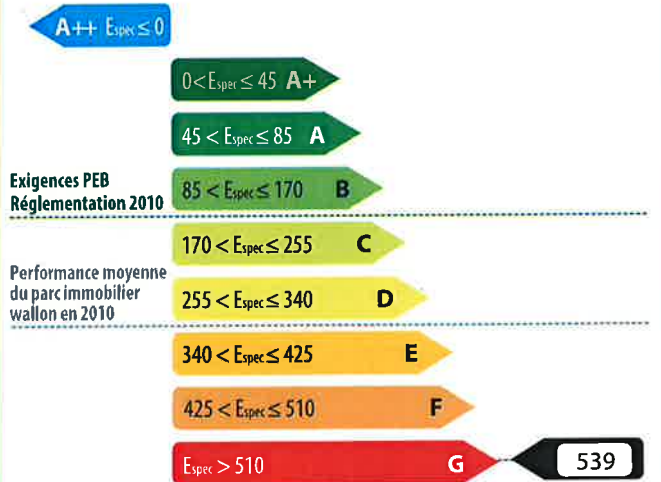 A++ Espec ≤ 0
0 < Espec ≤ 45 A+
45 < Espec ≤ 85 A
Exigences PEB
Réglementation 2010
85 < Espec ≤ 170 B
170 < Espec ≤ 255 C
Performance moyenne
du parc immobilier
wallon en 2010
255 < Espec ≤ 340 D
340 < Espec ≤ 425 E
425 < Espec ≤ 510 F
Espec > 510 G
539